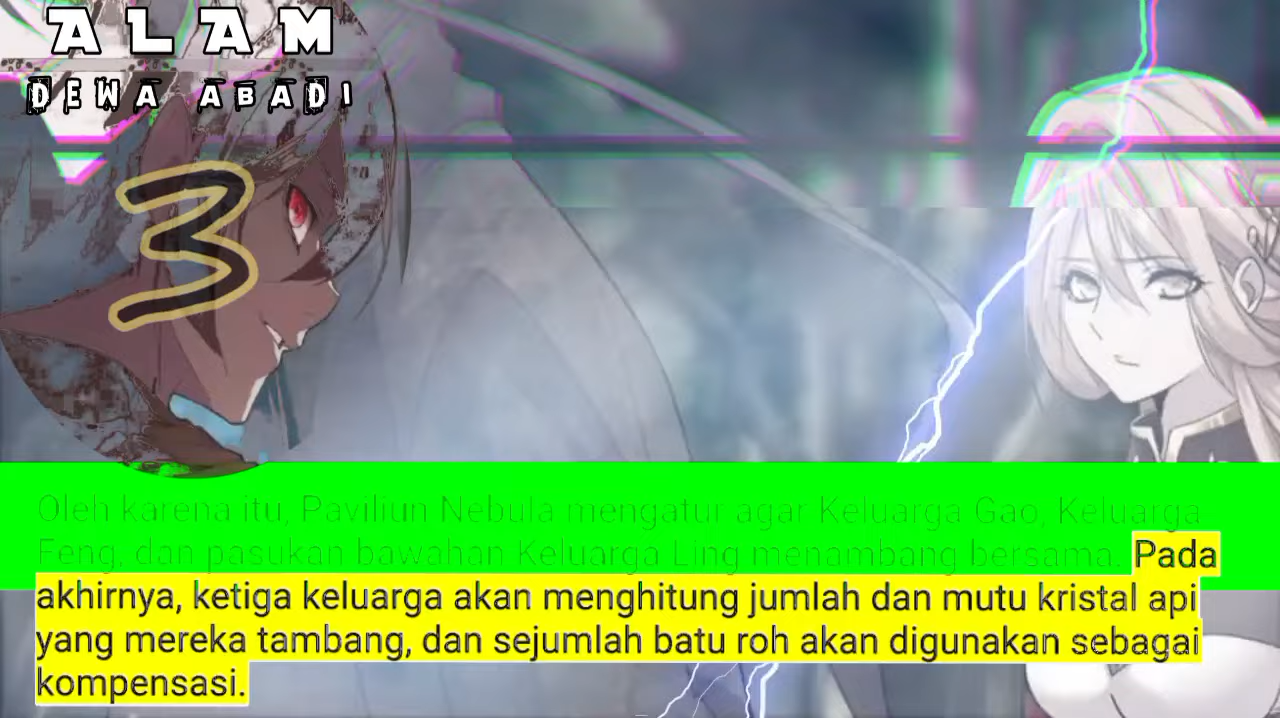 ALAM
DEWA ABADI
3
Oleh karena itu, Paviliun Nebula mengatur agar Keluarga Gao, Keluarga
Feng, dan pasukan bawahan Keluarga Ling menambang bersama. Pada
akhirnya, ketiga keluarga akan menghitung jumlah dan mutu kristal api
yang mereka tambang, dan sejumlah batu roh akan digunakan sebagai
kompensasi.